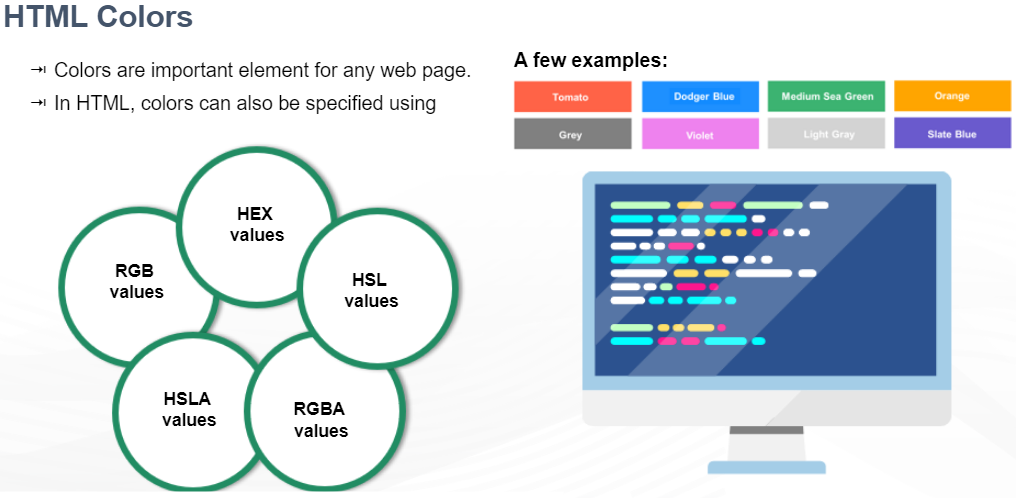 HTML Colors
⇥ Colors are important element for any web page.
⇥ In HTML, colors can also be specified using
HEX
values
RGB
values
HSL
values
HSLA
values
RGBA
values
A few examples:
Tomato
Dodger Blue
Medium Sea Green
Orange
Grey
Violet
Light Gray
Slate Blue